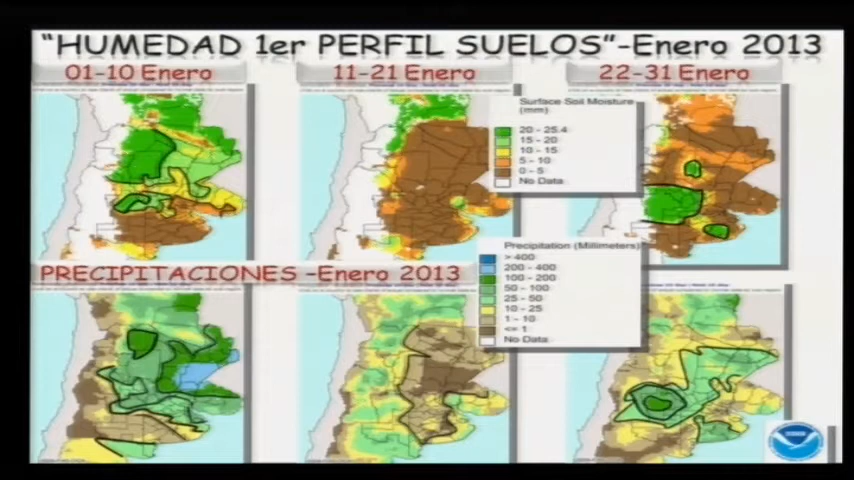 "HUMEDAD 1er PERFIL SUELOS"-Enero 2013
01-10 Enero
11-21 Enero
22-31 Enero
Surface Soil Moisture
(mm)
20 - 25.4
15 - 20
10 - 15
5 - 10
0 - 5
No Data
PRECIPITACIONES -Enero 2013
Precipitation (Millimeters)
> 400
200 - 400
100 - 200
50 - 100
25 - 50
10 - 25
1 - 10
<= 1
No Data